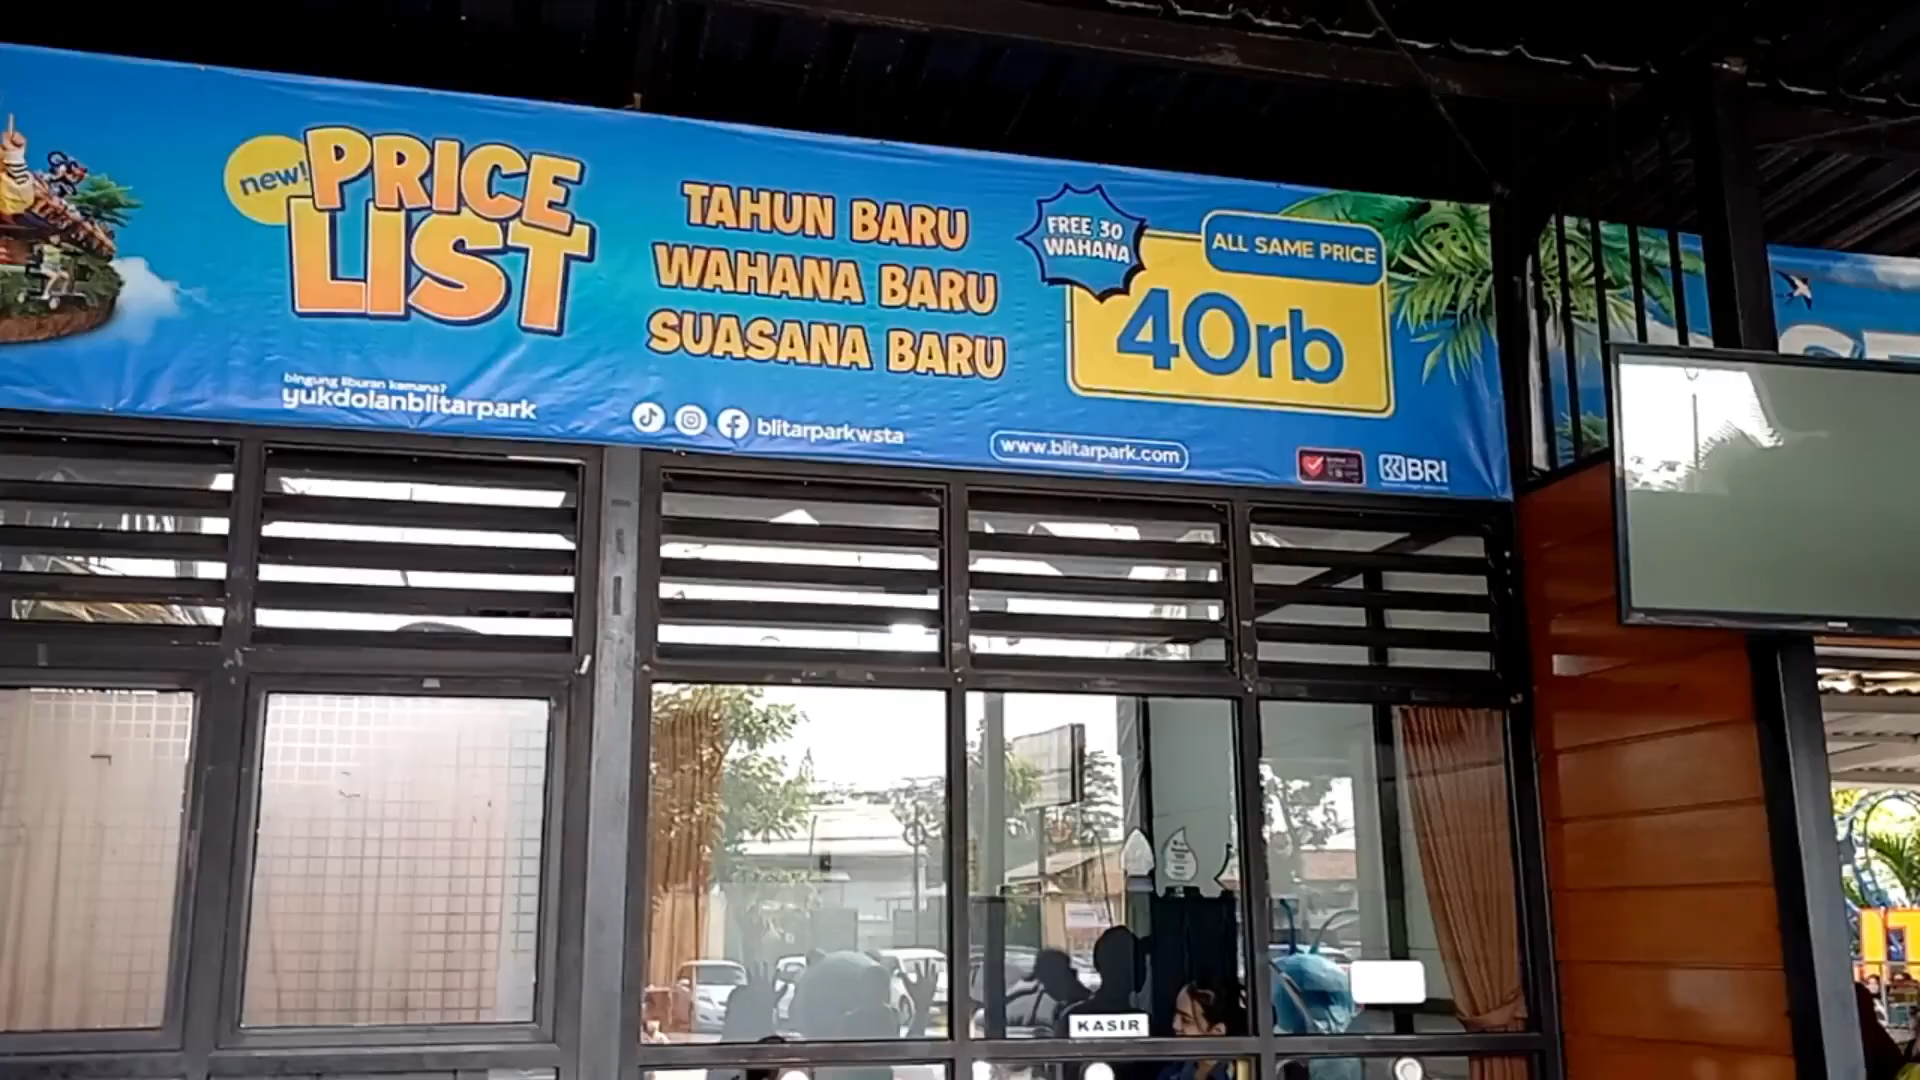 new!
PRICE
LIST
bingung liburan kemana?
yukdolanblitarpark
TAHUN BARU
WAHANA BARU
SUASANA BARU
blitarparkwsta
FREE 30
WAHANA
ALL SAME PRICE
40rb
www.blitarpark.com
BRI
KASIR